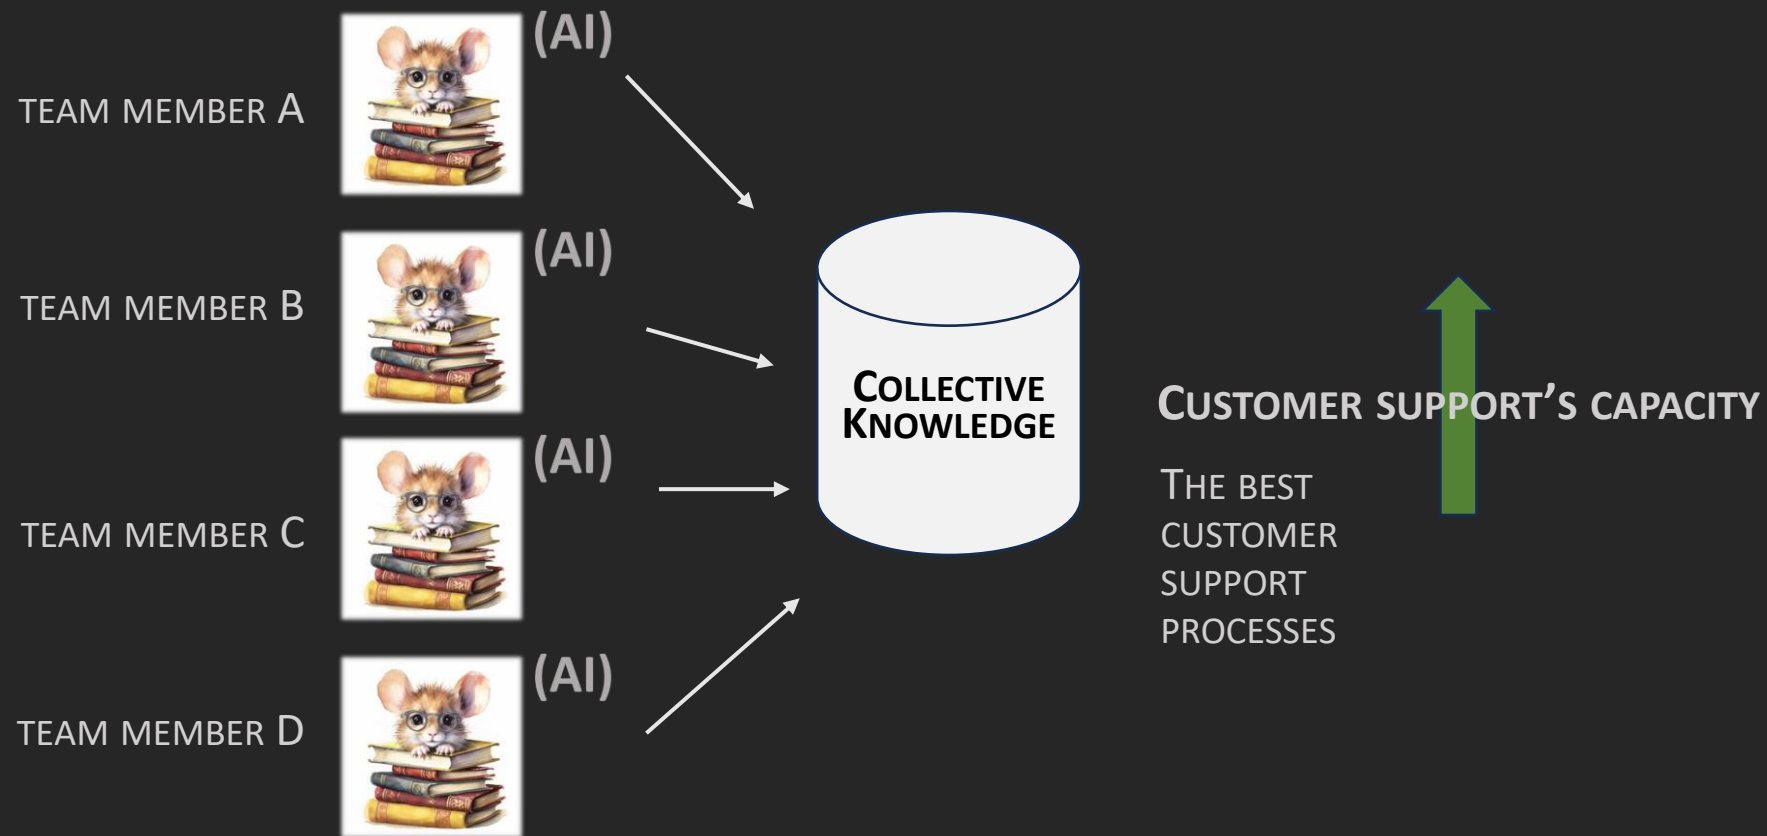 TEAM MEMBER A
(AI)
TEAM MEMBER B
(AI)
TEAM MEMBER C
(AI)
TEAM MEMBER D
(AI)
COLLECTIVE
KNOWLEDGE
CUSTOMER SUPPORT’S CAPACITY
THE BEST
CUSTOMER
SUPPORT
PROCESSES